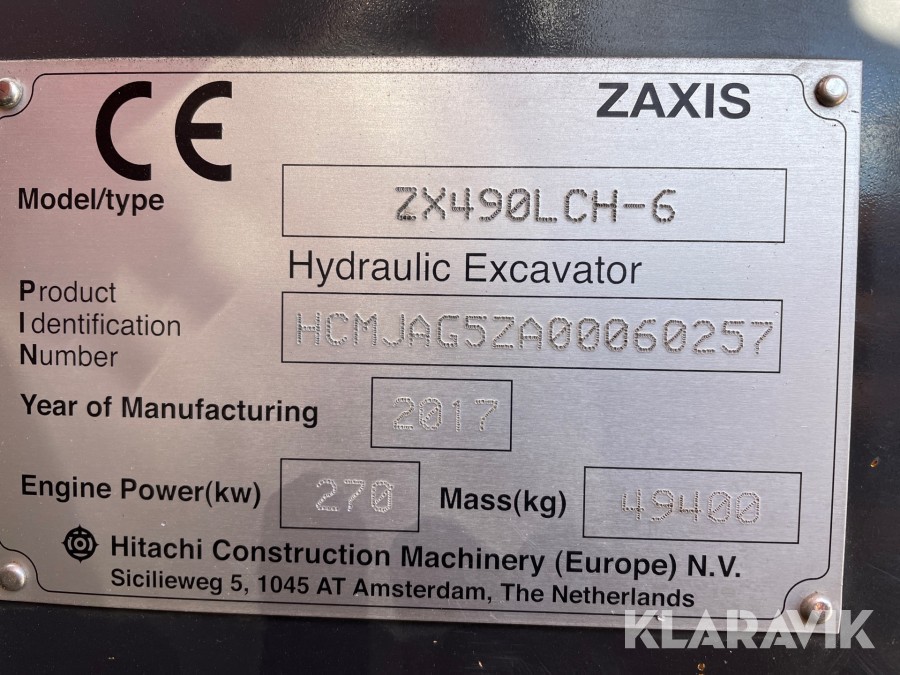 CE ZAXIS
Model/type ZX490LCH-6
Hydraulic Excavator
Product
Identification HCMJAG5ZA00060257
Number
Year of Manufacturing 2017
Engine Power(kw) 270 Mass(kg) 49400
Hitachi Construction Machinery (Europe) N.V.
Sicilieweg 5, 1045 AT Amsterdam, The Netherlands
KLARAVIK